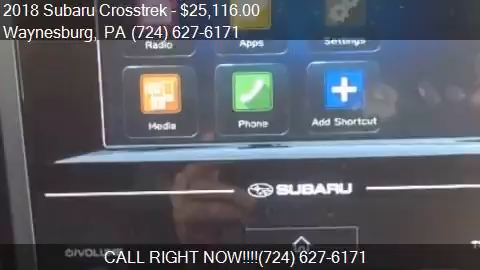 2018 Subaru Crosstrek - $25,116.00
Waynesburg, PA (724) 627-6171
Radio Apps Settings
Media Phone Add Shortcut
SUBARU
/VOLUME
CALL RIGHT NOW!!!!(724) 627-6171